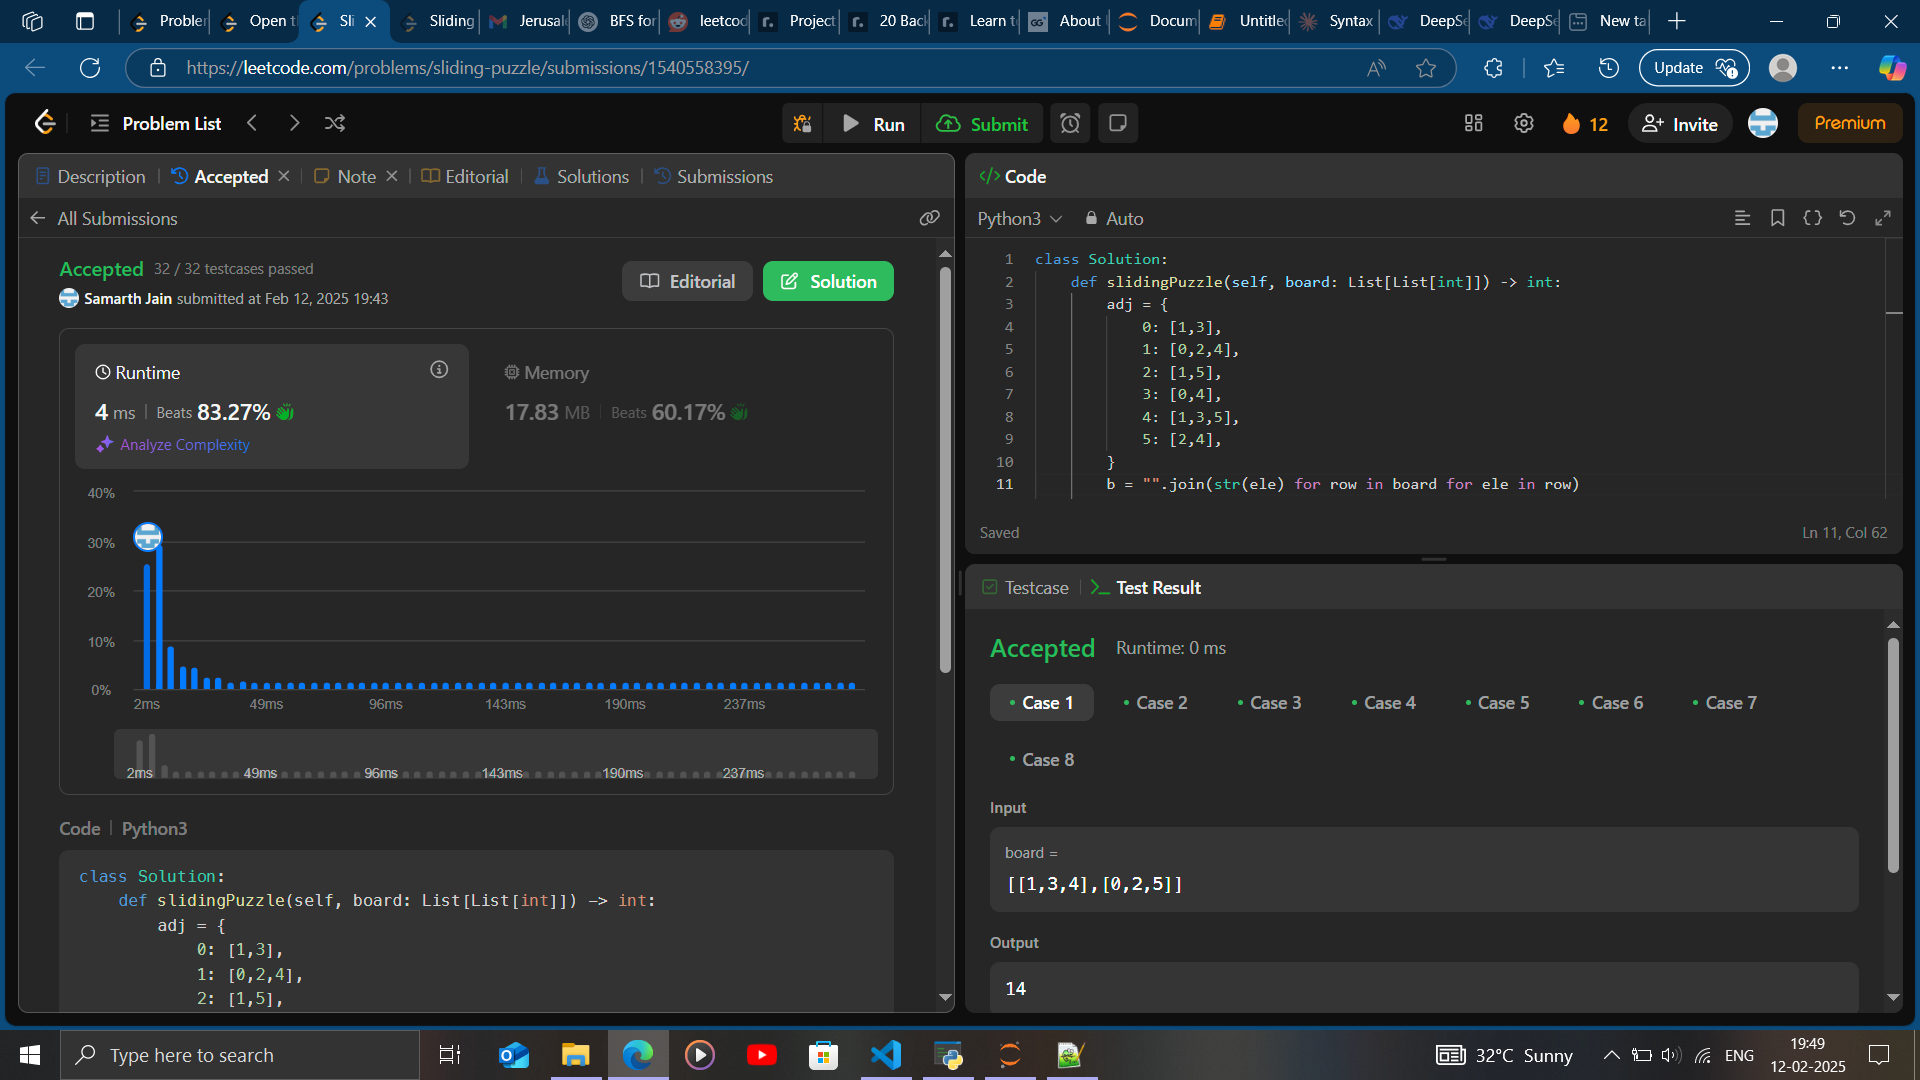 Probler
Open t
Sli
Sliding
Jerusale
BFS for
leetcod
Project
20 Back
Learn t
About
Docum
Untitled
Syntax
DeepSe
DeepSe
New ta
https://leetcode.com/problems/sliding-puzzle/submissions/1540558395/
Update
Problem List
Run
Submit
12
Invite
Premium
Description
Accepted
Note
Editorial
Solutions
Submissions
All Submissions
Accepted 32 / 32 testcases passed
Samarth Jain submitted at Feb 12, 2025 19:43
Editorial
Solution
Runtime
4 ms | Beats 83.27%
Analyze Complexity
Memory
17.83 MB | Beats 60.17%
40%
30%
20%
10%
0%
2ms 49ms 96ms 143ms 190ms 237ms
2ms 49ms 96ms 143ms 190ms 237ms
Code | Python3
class Solution:
def slidingPuzzle(self, board: List[List[int]]) -> int:
adj = {
0: [1,3],
1: [0,2,4],
2: [1,5],
</> Code
Python3
Auto
1 class Solution:
2 def slidingPuzzle(self, board: List[List[int]]) -> int:
3 adj = {
4 0: [1,3],
5 1: [0,2,4],
6 2: [1,5],
7 3: [0,4],
8 4: [1,3,5],
9 5: [2,4],
10 }
11 b = "".join(str(ele) for row in board for ele in row)
Saved
Ln 11, Col 62
Testcase
Test Result
Accepted Runtime: 0 ms
Case 1
Case 2
Case 3
Case 4
Case 5
Case 6
Case 7
Case 8
Input
board =
[[1,3,4],[0,2,5]]
Output
14
Type here to search
32°C Sunny
ENG
19:49
12-02-2025